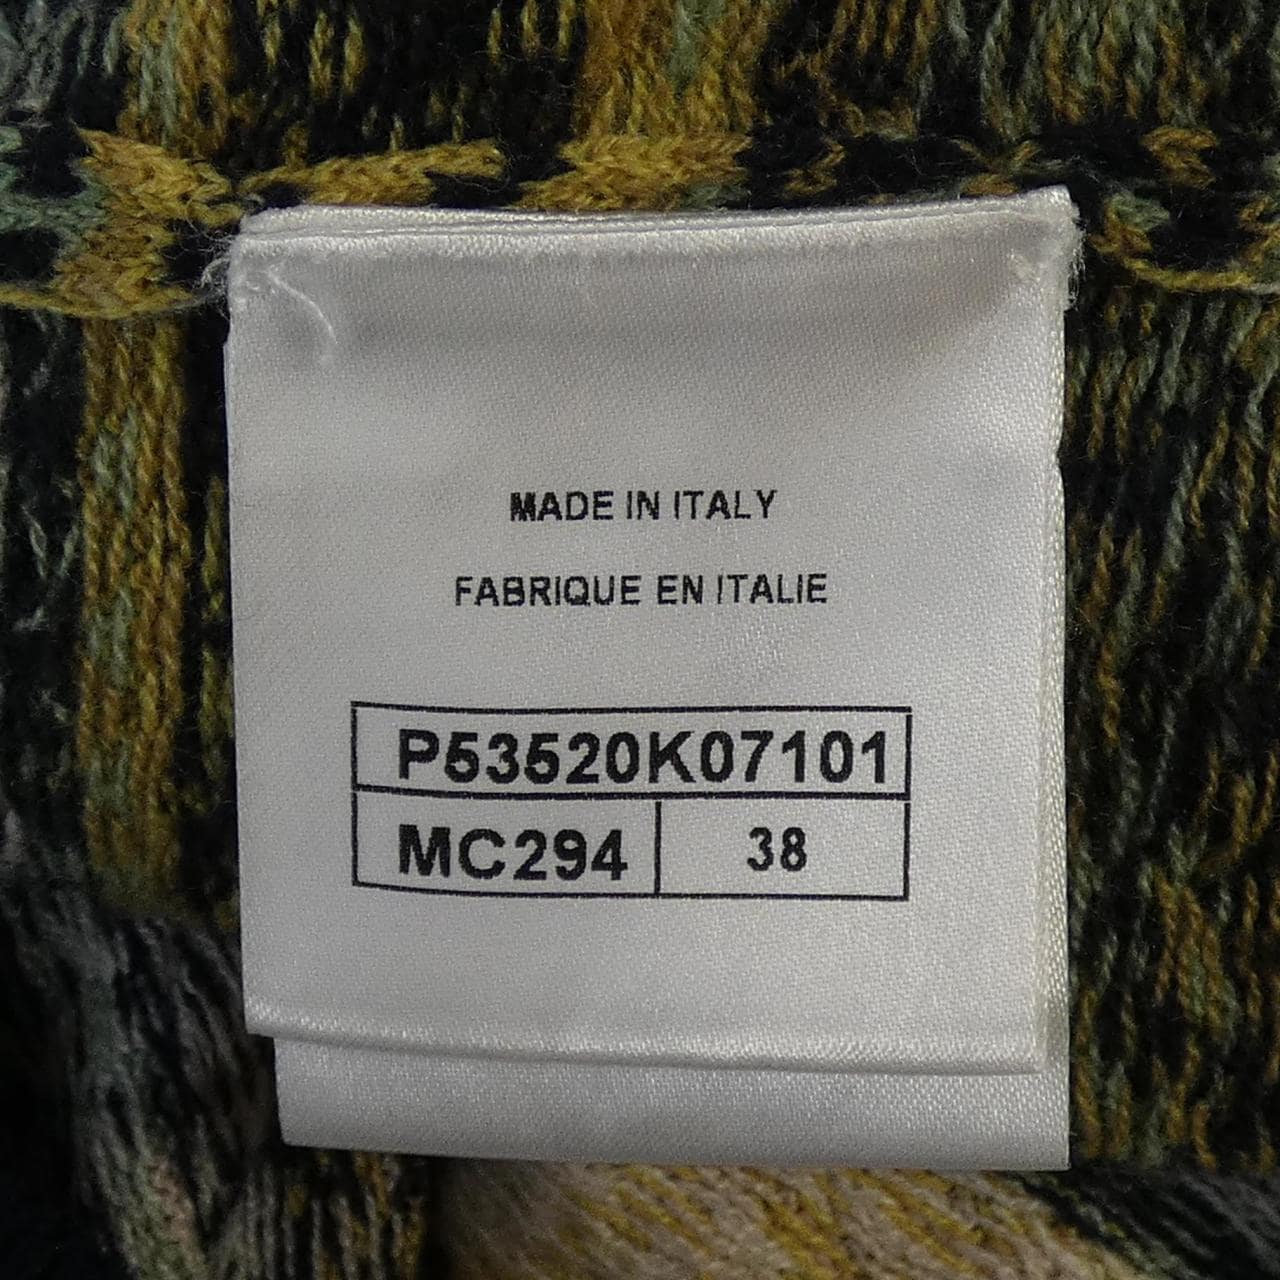 MADE IN ITALY
FABRIQUE EN ITALIE
P53520K07101
MC294 38